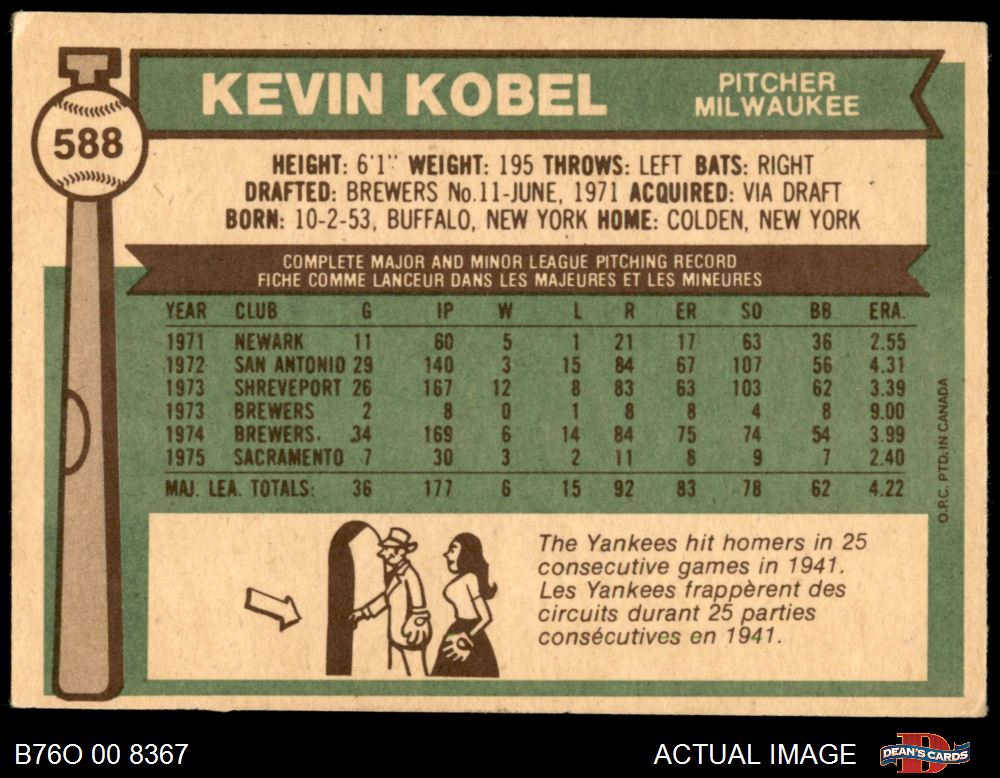 588
KEVIN KOBEL
PITCHER
MILWAUKEE
HEIGHT: 6'1" WEIGHT: 195 THROWS: LEFT BATS: RIGHT
DRAFTED: BREWERS No.11-JUNE, 1971 ACQUIRED: VIA DRAFT
BORN: 10-2-53, BUFFALO, NEW YORK HOME: COLDEN, NEW YORK
COMPLETE MAJOR AND MINOR LEAGUE PITCHING RECORD
FICHE COMME LANCEUR DANS LES MAJEURES ET LES MINEURES
YEAR CLUB G IP W L R ER SO BB ERA.
1971 NEWARK 11 60 5 1 21 17 63 36 2.55
1972 SAN ANTONIO 29 140 3 15 84 67 107 56 4.31
1973 SHREVEPORT 26 167 12 8 83 63 103 62 3.39
1973 BREWERS 2 8 0 1 8 8 4 8 9.00
1974 BREWERS. 34 169 6 14 84 75 74 54 3.99
1975 SACRAMENTO 7 30 3 2 11 8 9 7 2.40
MAJ. LEA. TOTALS: 36 177 6 15 92 83 78 62 4.22
O.P.C. PTD. IN CANADA
The Yankees hit homers in 25
consecutive games in 1941.
Les Yankees frappèrent des
circuits durant 25 parties
consécutives en 1941.
B76O 00 8367
ACTUAL IMAGE
D
DEAN'S CARDS